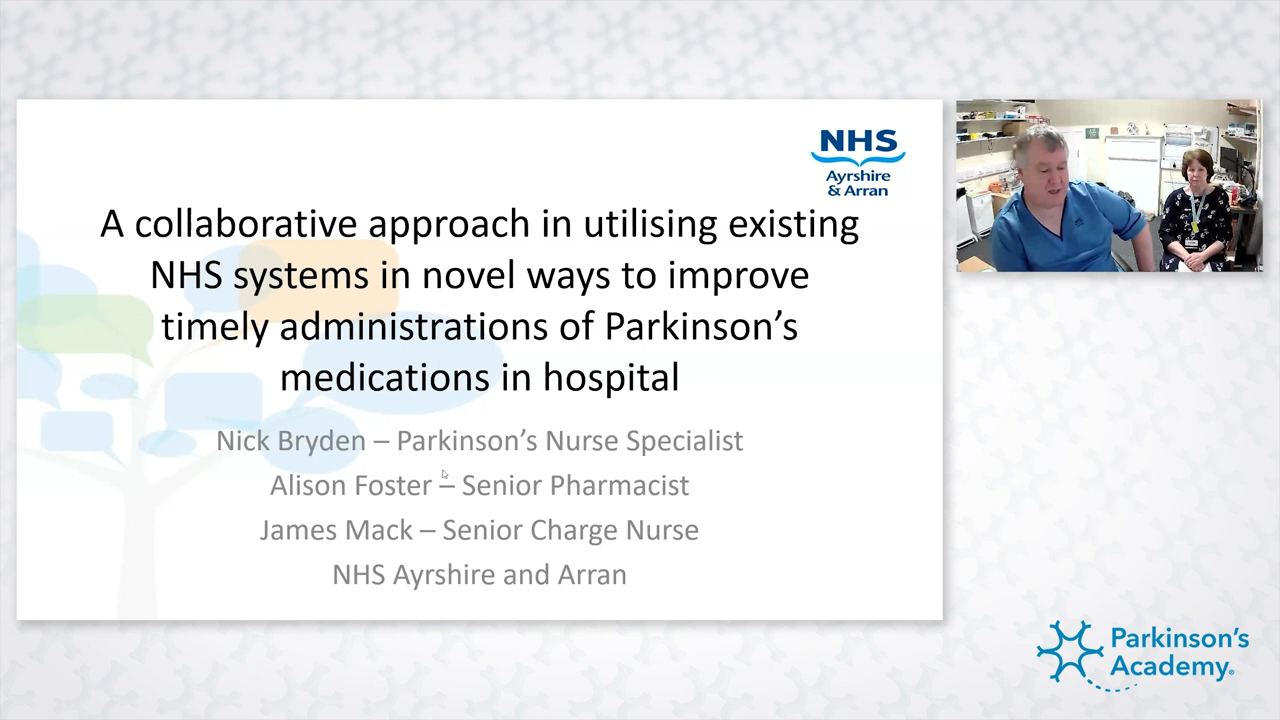 NHS
Ayrshire
& Arran
A collaborative approach in utilising existing
NHS systems in novel ways to improve
timely administrations of Parkinson’s
medications in hospital
Nick Bryden – Parkinson’s Nurse Specialist
Alison Foster – Senior Pharmacist
James Mack – Senior Charge Nurse
NHS Ayrshire and Arran
Parkinson’s
Academy®